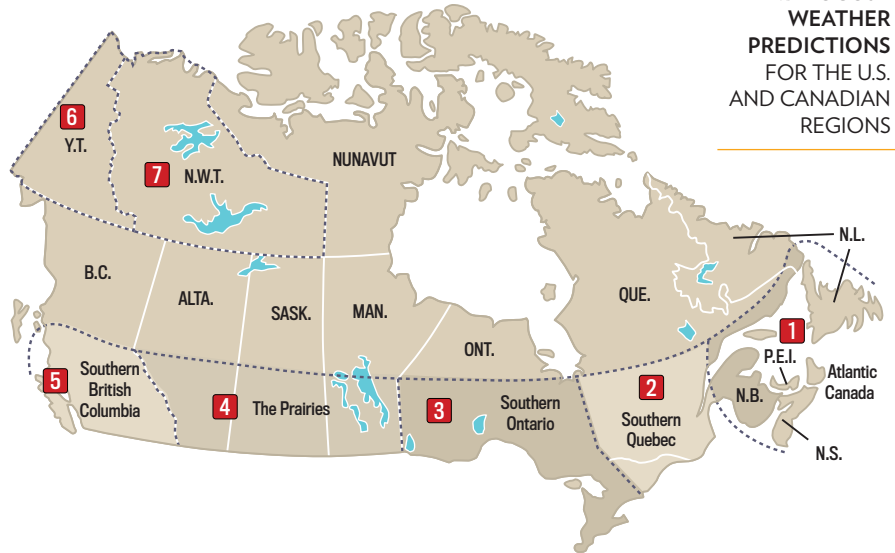 WEATHER
PREDICTIONS
FOR THE U.S.
AND CANADIAN
REGIONS
6
Y.T.
7
N.W.T.
NUNAVUT
N.L.
B.C.
ALTA.
SASK.
MAN.
ONT.
QUE.
1
P.E.I.
Atlantic
Canada
N.B.
N.S.
5
Southern
British
Columbia
4
The Prairies
3
Southern
Ontario
2
Southern
Quebec